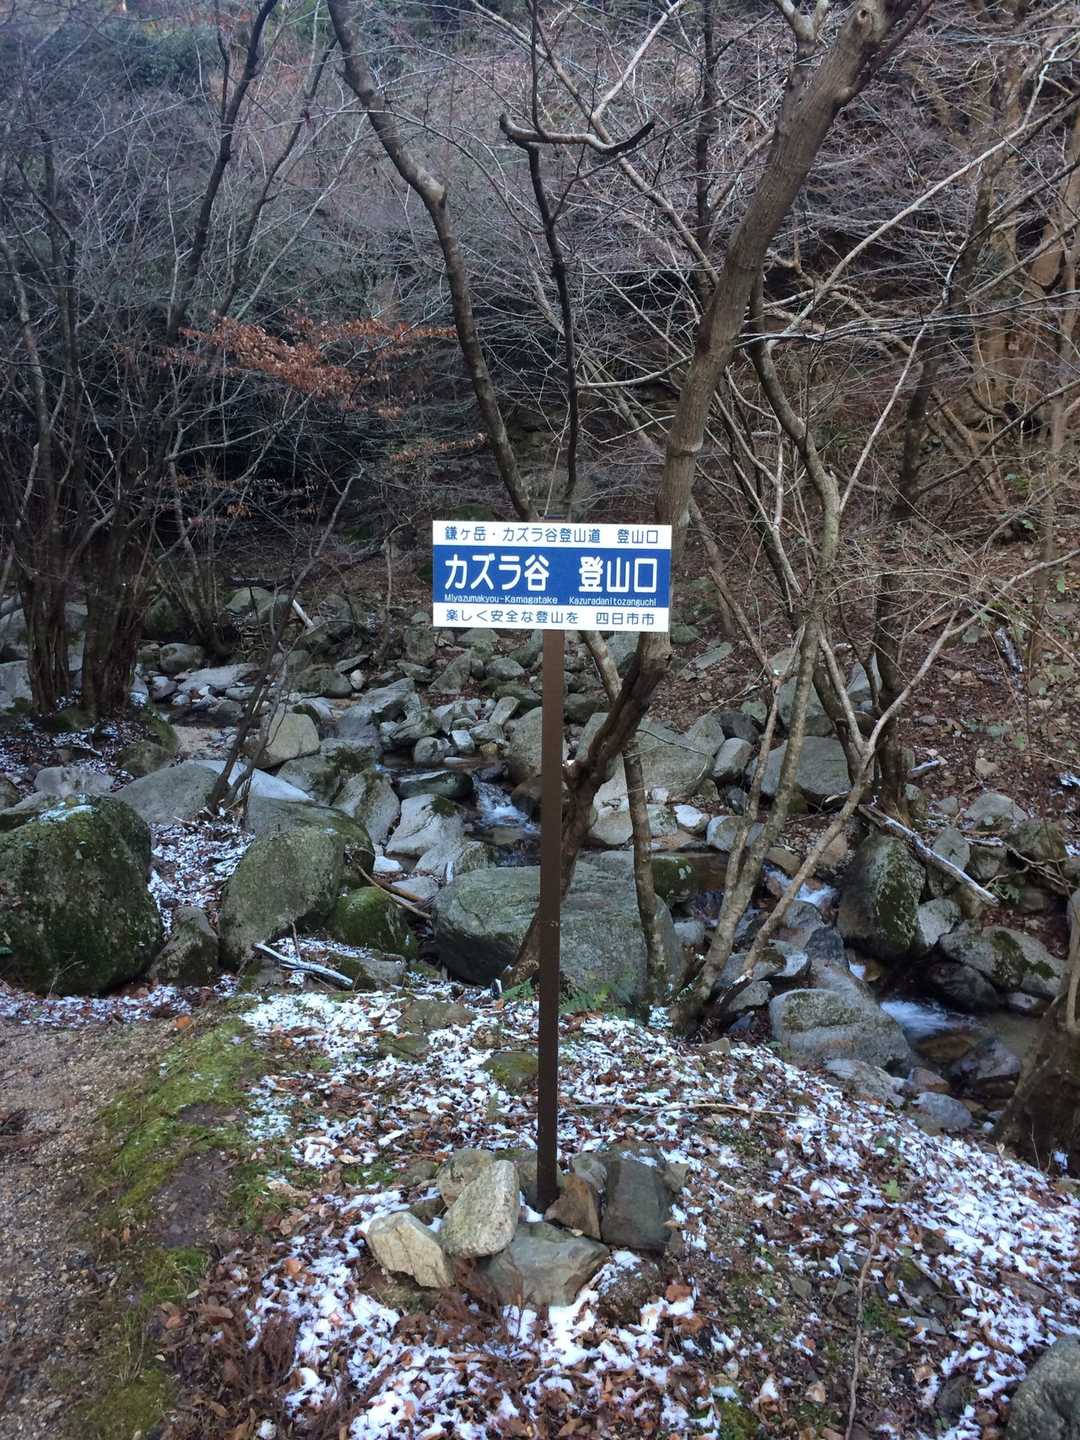 鎌ヶ岳・カズラ谷登山道　登山口
カズラ谷　登山口
Miyazumakyou-Kamagatake　Kazuradanitozanguchi
楽しく安全な登山を　四日市市